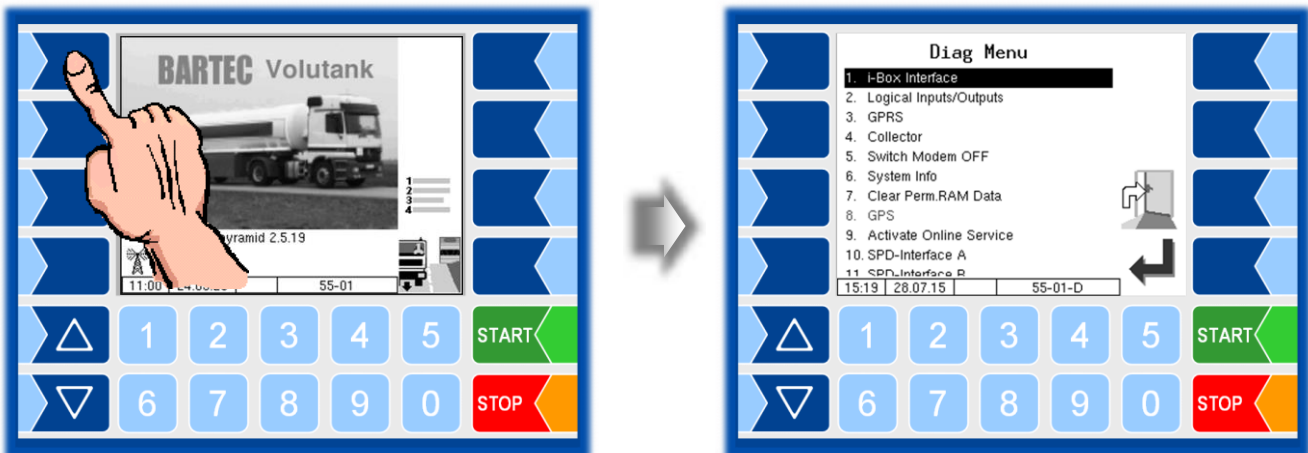 BARTEC Volutank
1
2
3
4
yramid 2.5.19
11:00 55-01
START
1 2 3 4 5
STOP
6 7 8 9 0
Diag Menu
1. i-Box Interface
2. Logical Inputs/Outputs
3. GPRS
4. Collector
5. Switch Modem OFF
6. System Info
7. Clear Perm.RAM Data
8. GPS
9. Activate Online Service
10. SPD-Interface A
11. SPD-Interface B
15:19 28.07.15 55-01-D
1 2 3 4 5 START
6 7 8 9 0 STOP